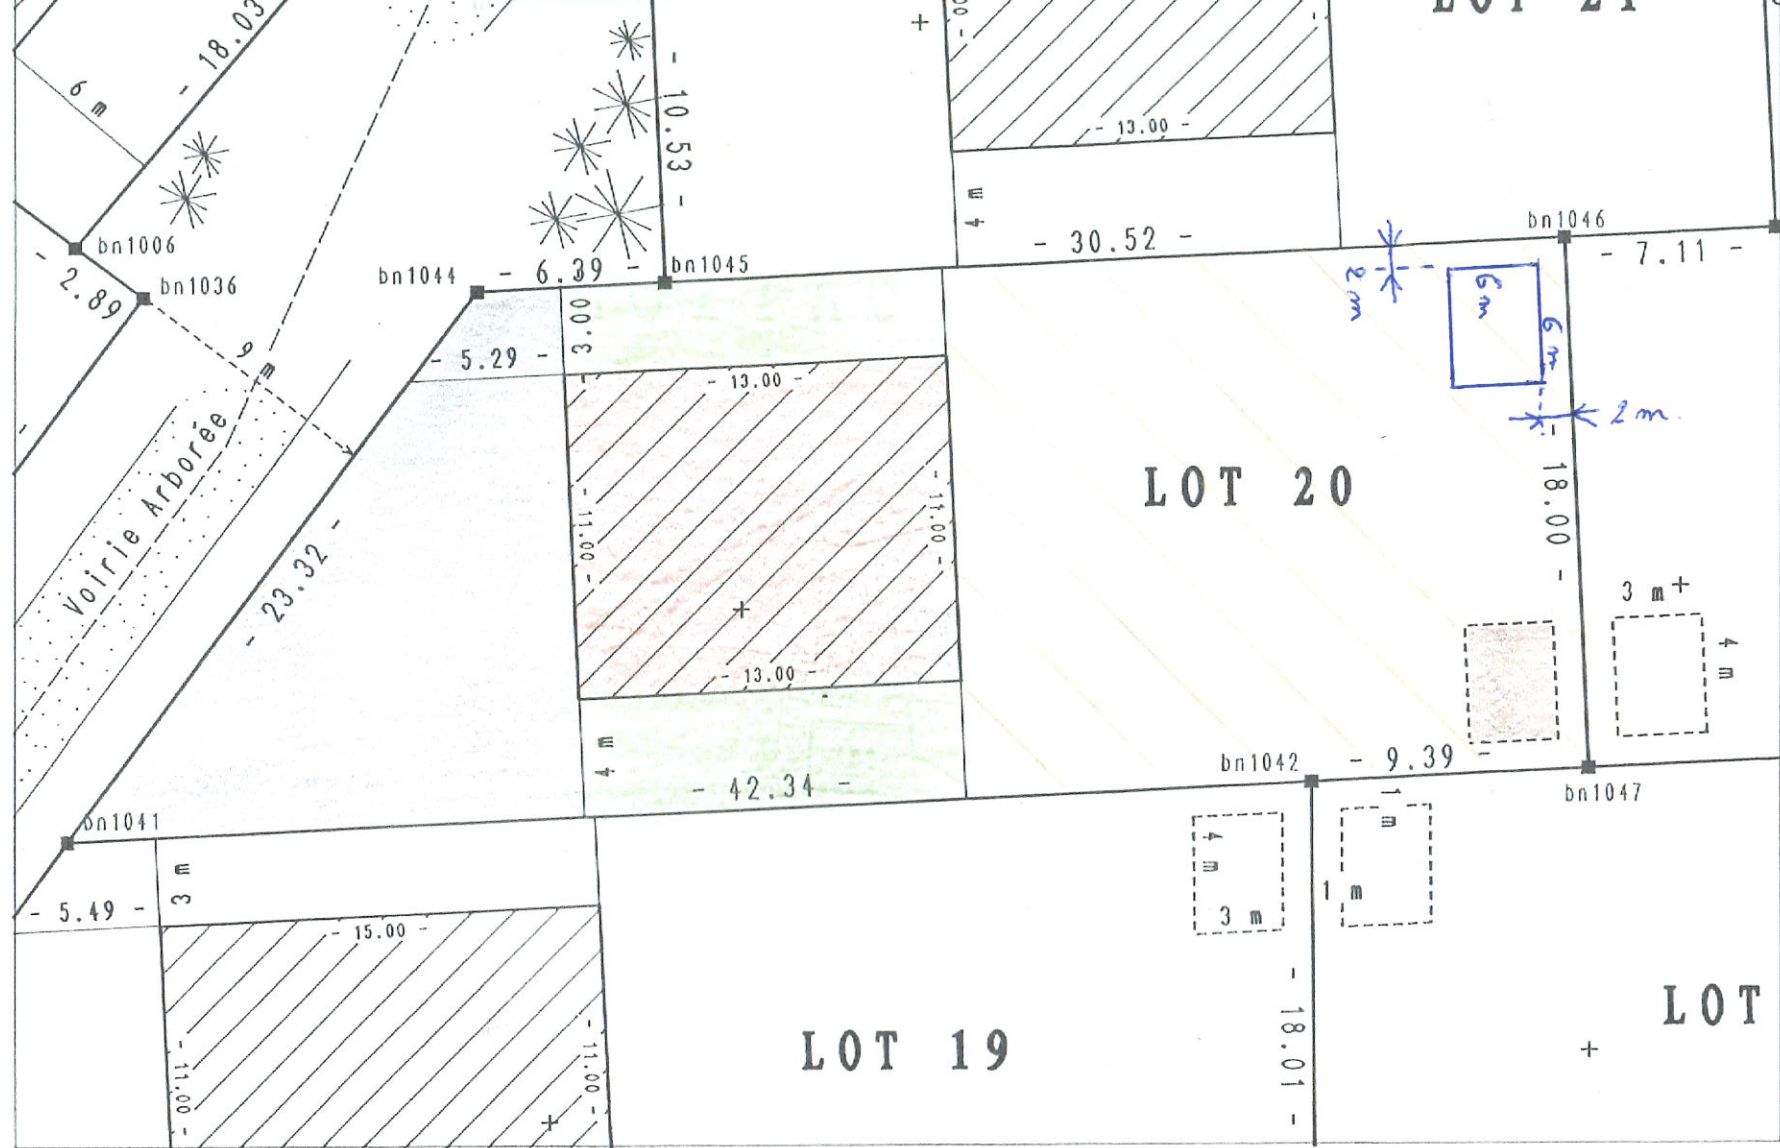 LOT 21
- 18.03
6 m
- 10.53 -
00 -
- 13.00 -
4 m
bn1006
- 2.89
bn1036
bn1044
- 6.39 -
bn1045
- 30.52 -
bn1046
- 7.11 -
2 m
6 m
6 m
2 m.
3.00
9 m
- 5.29 -
- 13.00 -
- 11.00 -
- 11.00 -
- 13.00 -
Voirie Arborée
- 23.32 -
LOT 20
- 18.00 -
3 m
4 m
4 m
- 42.34 -
bn1042
- 9.39 -
bn1047
bn1041
3 m
- 5.49 -
- 15.00 -
- 11.00 -
- 11.00 -
4 m
3 m
1 m
1 m
LOT 19
- 18.01 -
LOT